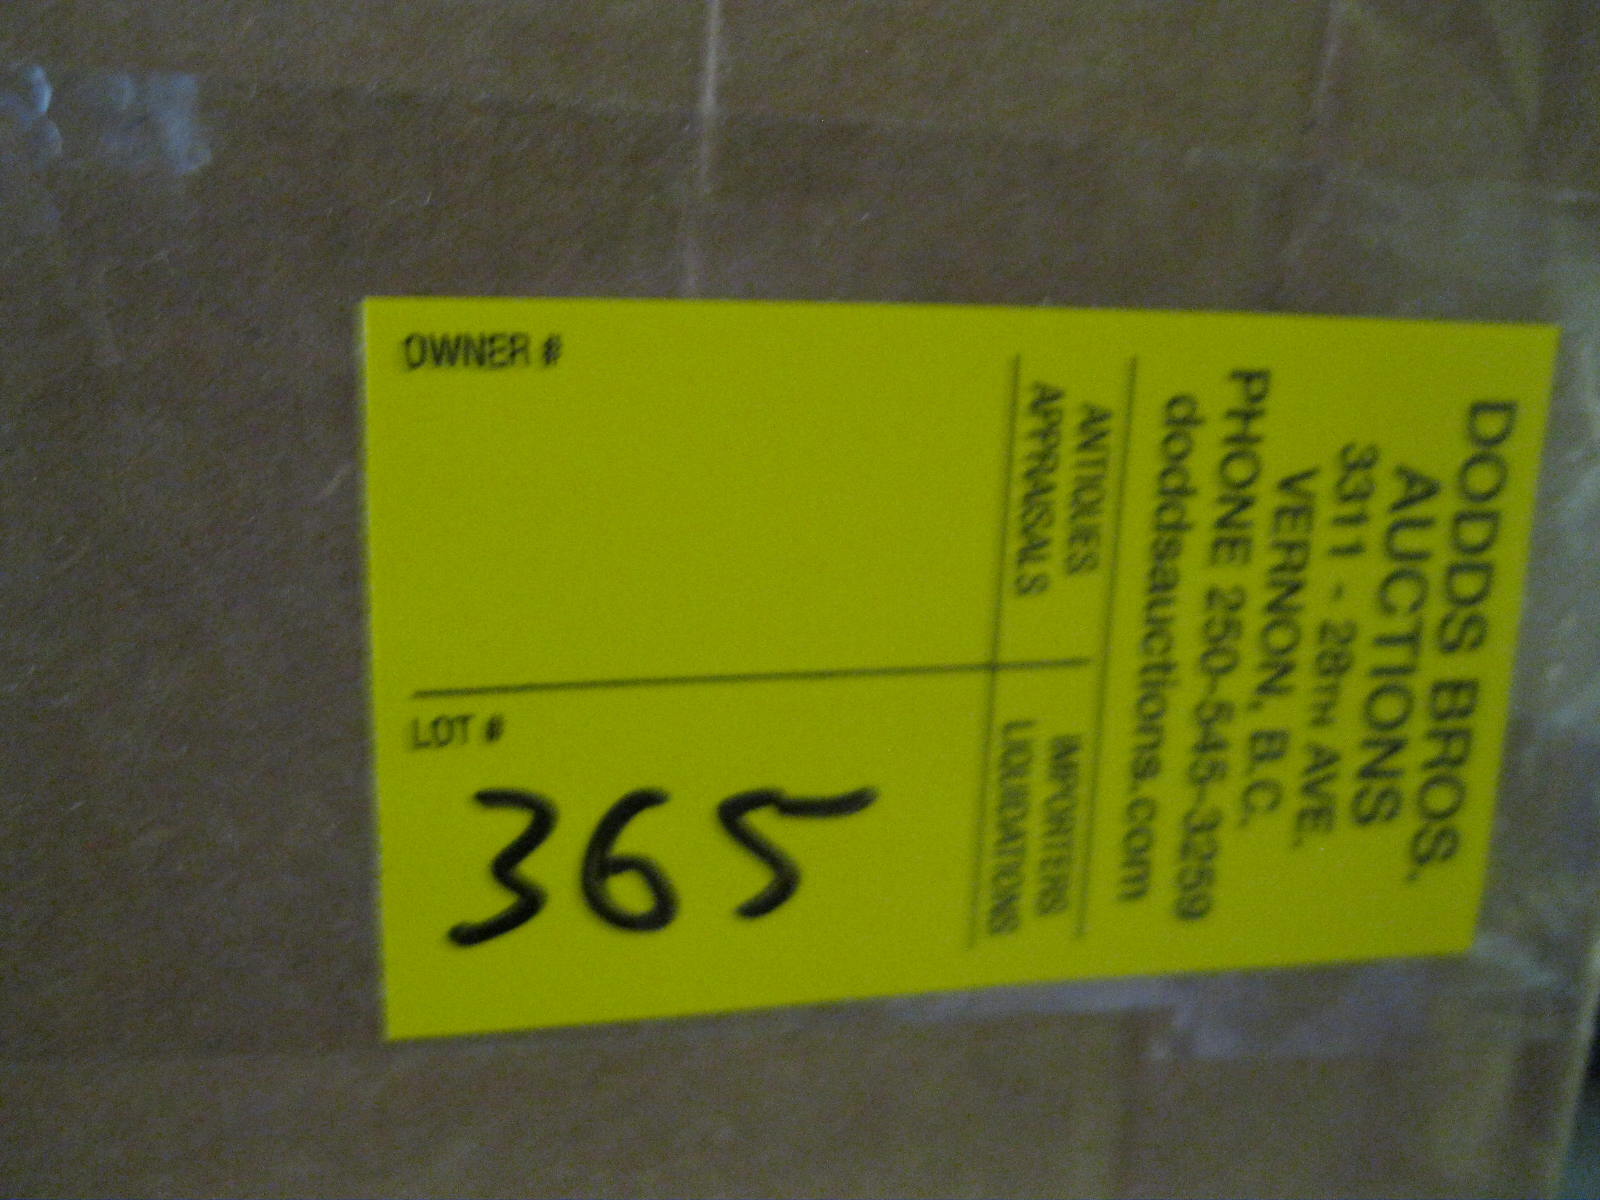 DODDS BROS.
AUCTIONS
3311 - 28TH AVE.
VERNON, B.C.
PHONE 250-545-3259
doddsauctions.com
ANTIQUES
APPRAISALS
IMPORTERS
LIQUIDATIONS
OWNER #
LOT #
365